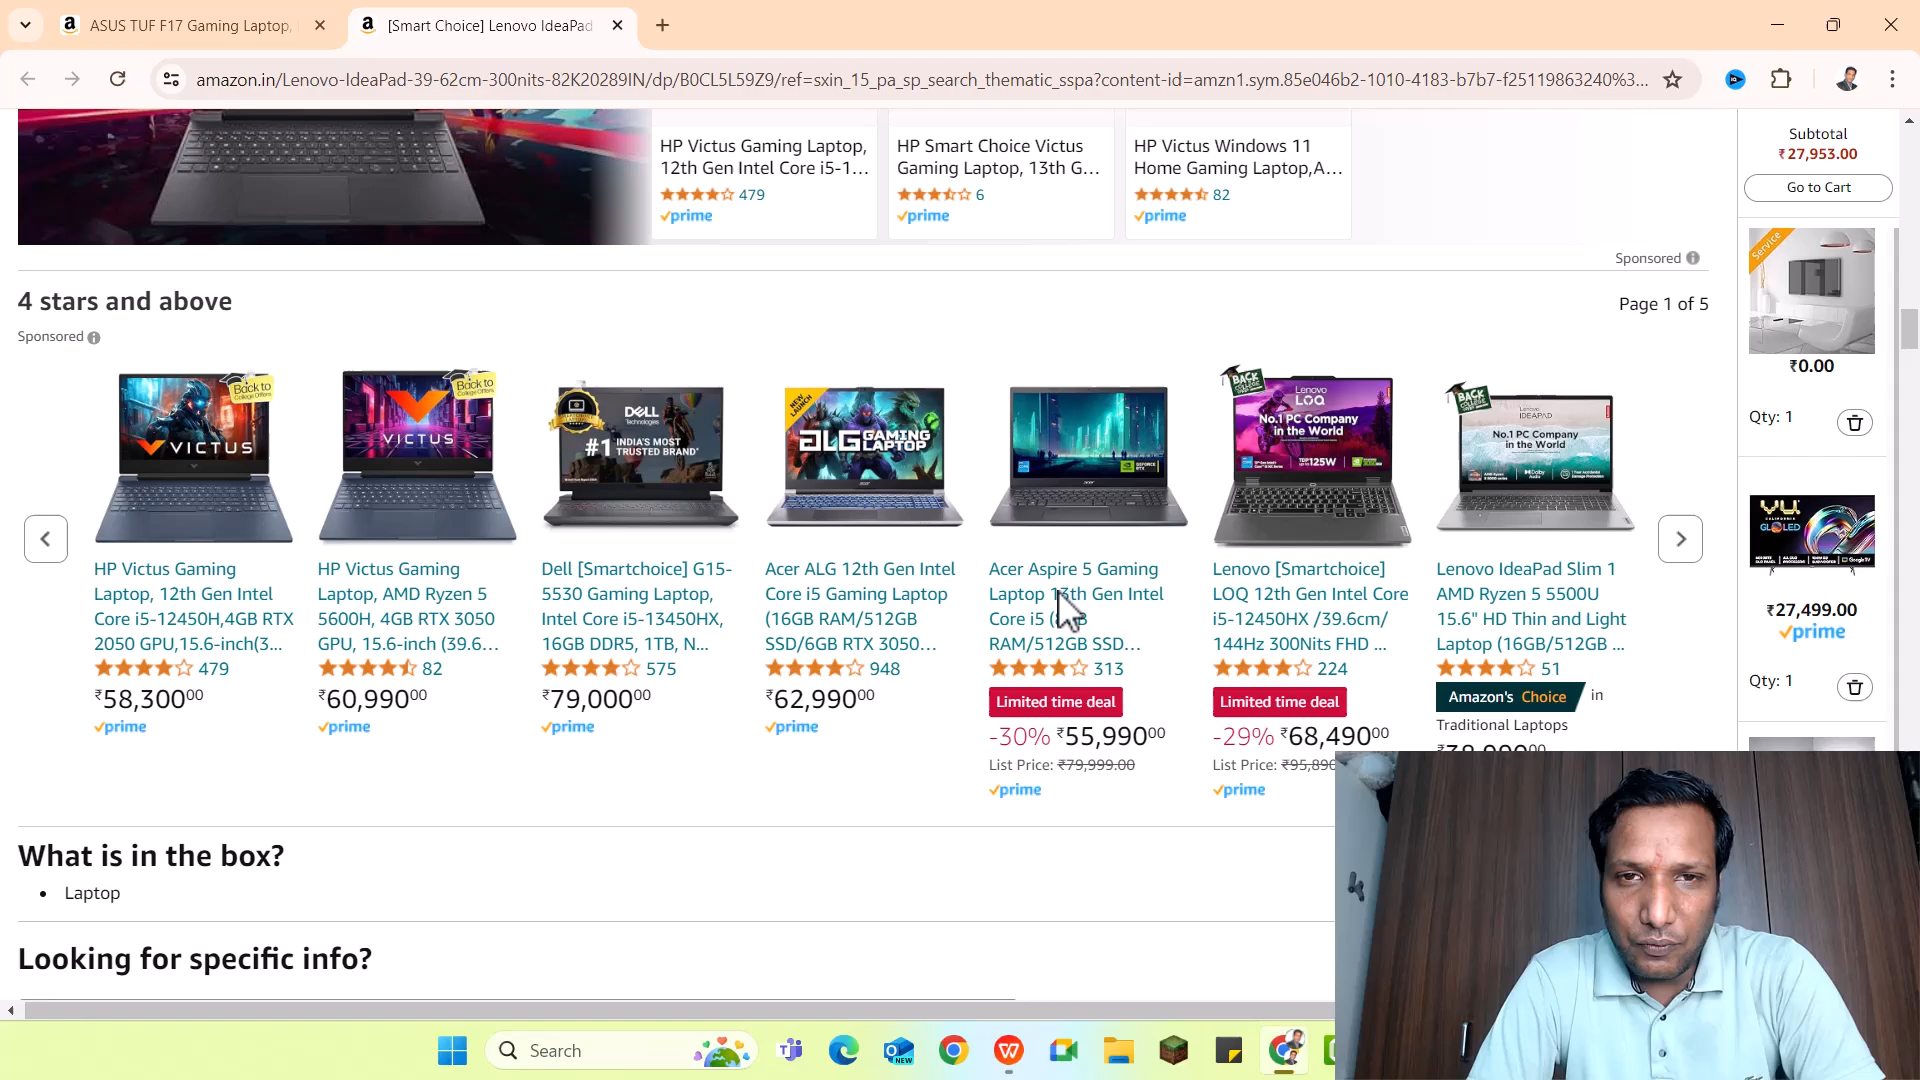 ASUS TUF F17 Gaming Laptop,
[Smart Choice] Lenovo IdeaPad
amazon.in/Lenovo-IdeaPad-39-62cm-300nits-82K20289IN/dp/B0CL5L59Z9/ref=sxin_15_pa_sp_search_thematic_sspa?content-id=amzn1.sym.85e046b2-1010-4183-b7b7-f25119863240%3...
HP Victus Gaming Laptop,
12th Gen Intel Core i5-1...
479
prime
HP Smart Choice Victus
Gaming Laptop, 13th G...
6
prime
HP Victus Windows 11
Home Gaming Laptop,A...
82
prime
Subtotal
₹27,953.00
Go to Cart
Sponsored
4 stars and above
Page 1 of 5
Sponsored
Service
₹0.00
Qty: 1
₹27,499.00
prime
Qty: 1
Back to
College Offers
VICTUS
Back to
College Offers
VICTUS
DELL
Technologies
#1 INDIA'S MOST
TRUSTED BRAND*
NEW
LAUNCH
ALG GAMING
LAPTOP
BACK
Lenovo
LOQ
No.1 PC Company
in the World
BACK
Lenovo
IDEAPAD
No.1 PC Company
in the World
VU
GLOLED
HP Victus Gaming
Laptop, 12th Gen Intel
Core i5-12450H,4GB RTX
2050 GPU,15.6-inch(3...
479
₹58,30000
prime
HP Victus Gaming
Laptop, AMD Ryzen 5
5600H, 4GB RTX 3050
GPU, 15.6-inch (39.6...
82
₹60,99000
prime
Dell [Smartchoice] G15-
5530 Gaming Laptop,
Intel Core i5-13450HX,
16GB DDR5, 1TB, N...
575
₹79,00000
prime
Acer ALG 12th Gen Intel
Core i5 Gaming Laptop
(16GB RAM/512GB
SSD/6GB RTX 3050...
948
₹62,99000
prime
Acer Aspire 5 Gaming
Laptop 13th Gen Intel
Core i5
RAM/512GB SSD...
313
Limited time deal
-30% ₹55,99000
List Price: ₹79,999.00
prime
Lenovo [Smartchoice]
LOQ 12th Gen Intel Core
i5-12450HX /39.6cm/
144Hz 300Nits FHD ...
224
Limited time deal
-29% ₹68,49000
List Price: ₹95,890
prime
Lenovo IdeaPad Slim 1
AMD Ryzen 5 5500U
15.6" HD Thin and Light
Laptop (16GB/512GB ...
51
Amazon's Choice in
Traditional Laptops
What is in the box?
Laptop
Looking for specific info?
Search
NEW